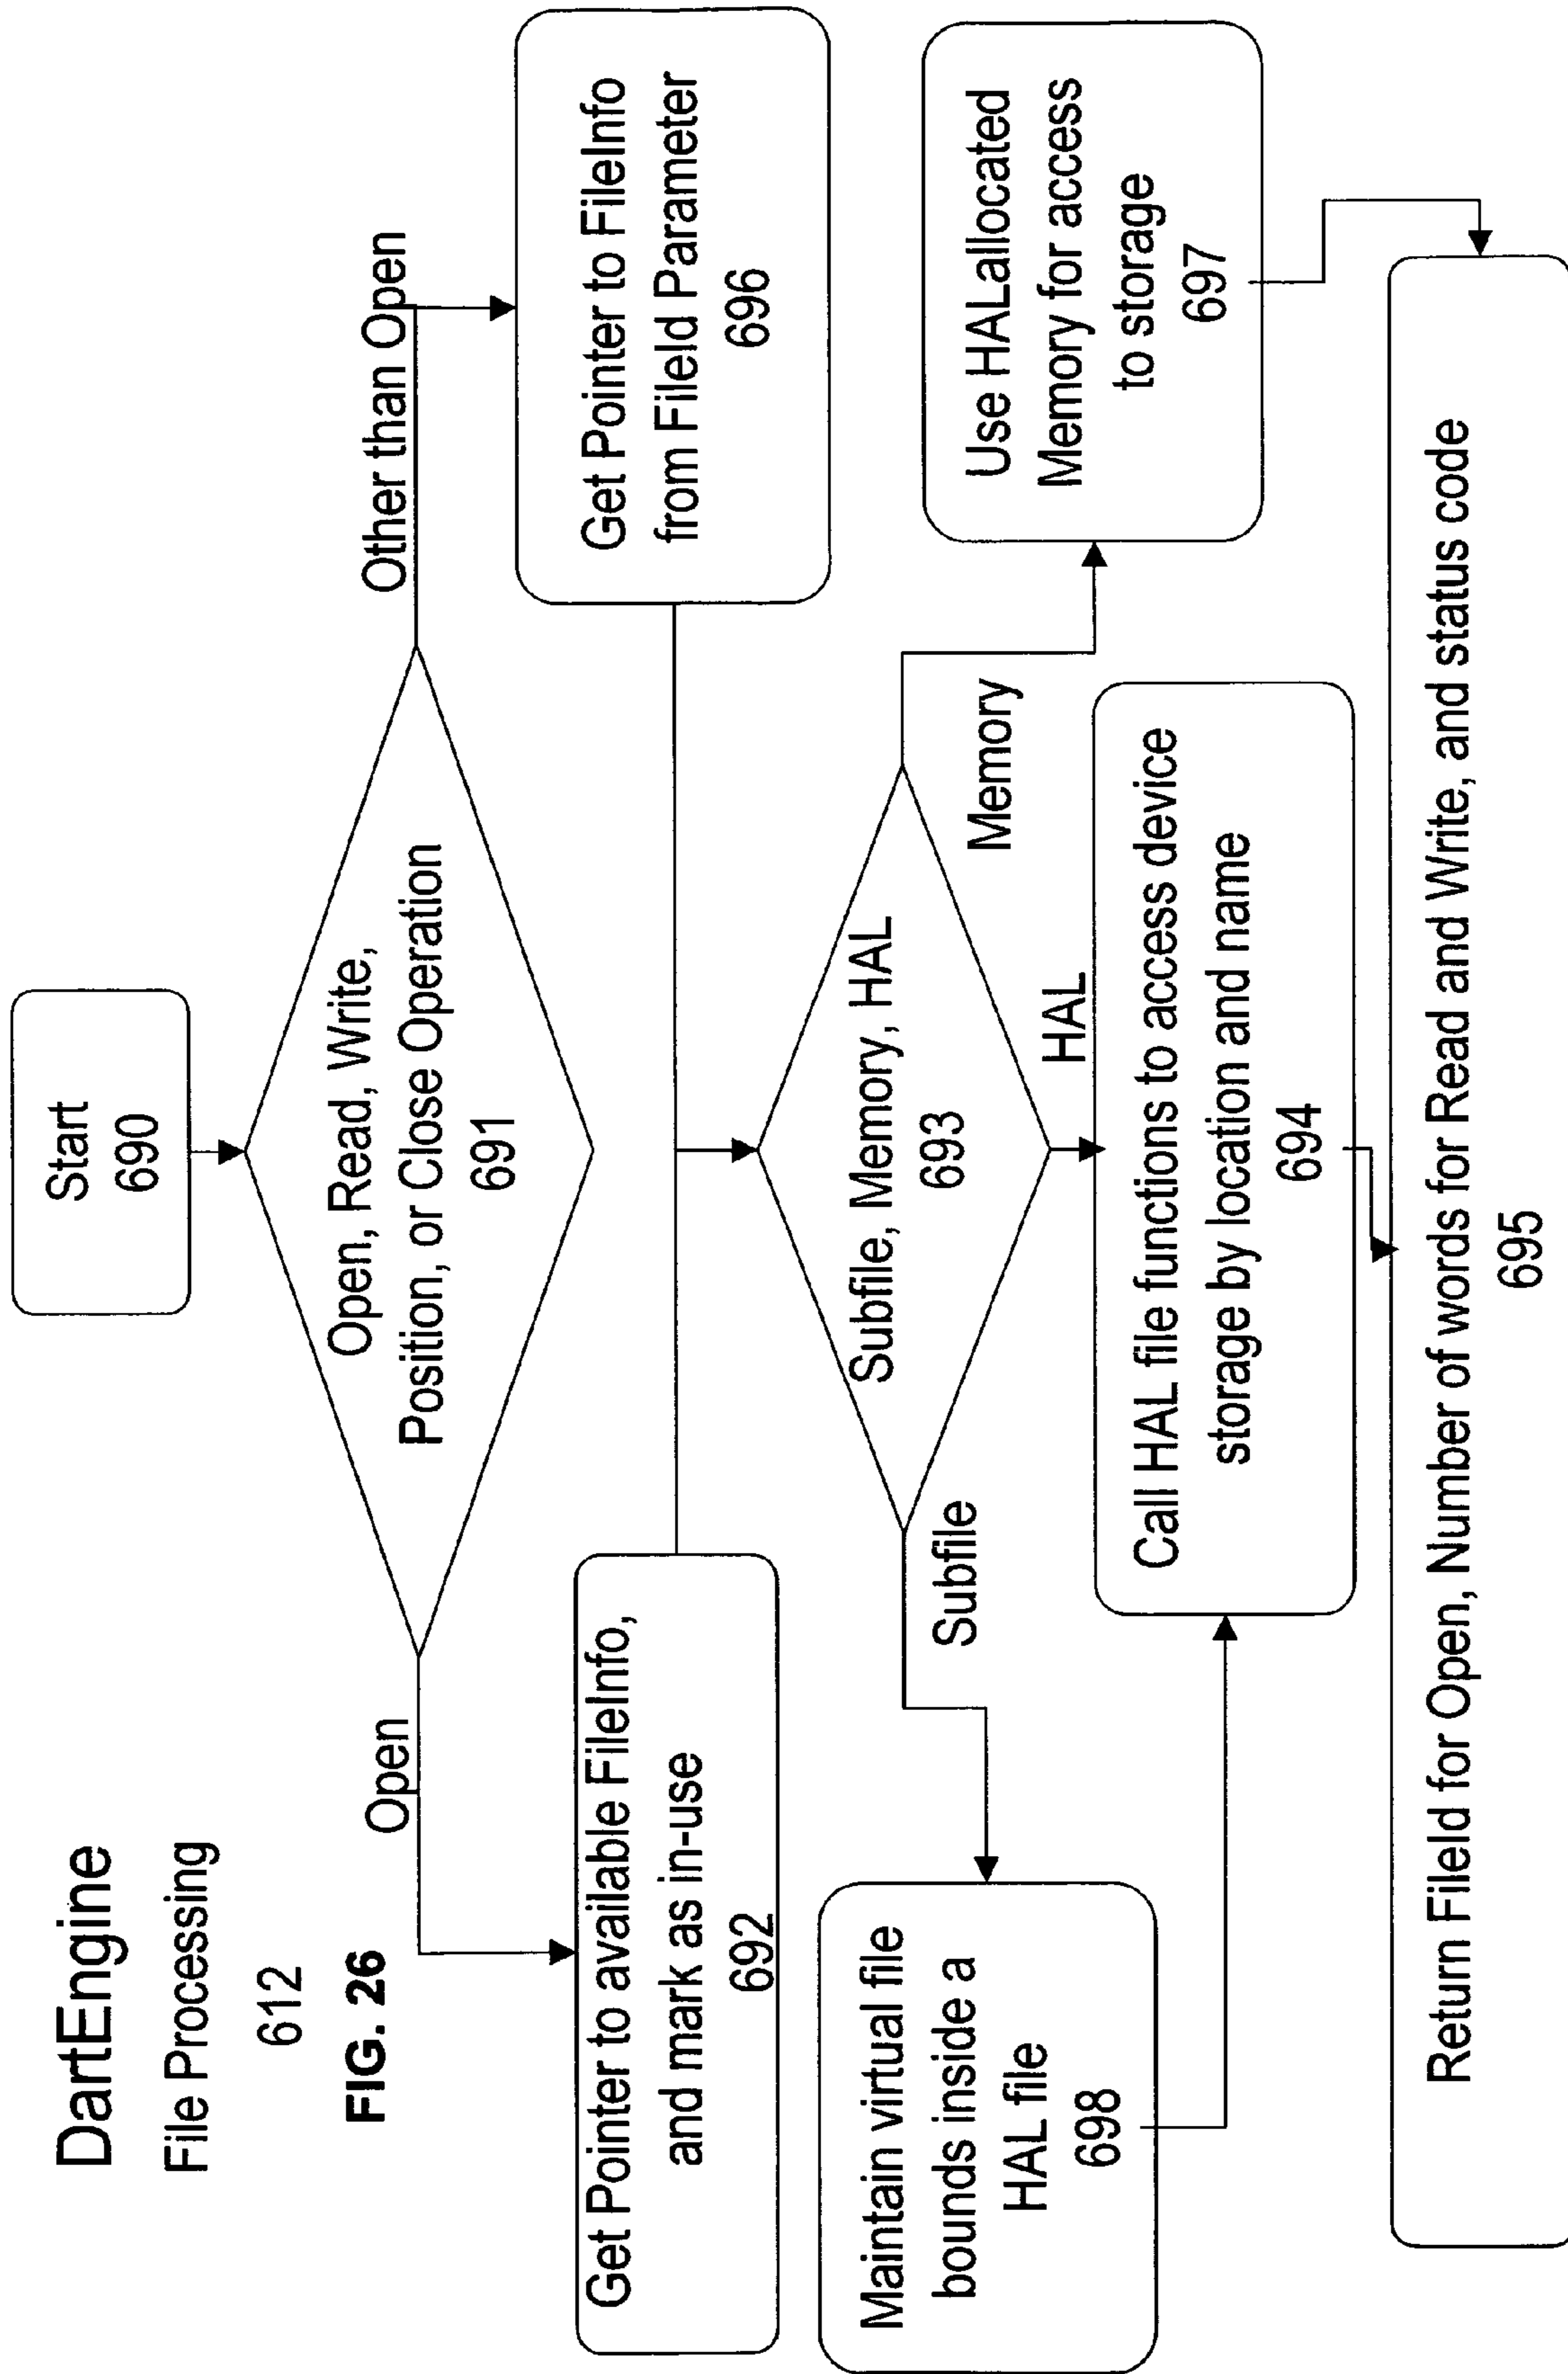 DartEngine
File Processing
612
FIG. 26
Start
690
Open, Read, Write,
Position, or Close Operation
691
Open
Other than Open
Get Pointer to available FileInfo,
and mark as in-use
692
Get Pointer to FileInfo
from FileId Parameter
696
Subfile, Memory, HAL
693
Subfile
HAL
Memory
Maintain virtual file
bounds inside a
HAL file
698
Call HAL file functions to access device
storage by location and name
694
Use HALallocated
Memory for access
to storage
697
Return FileId for Open, Number of words for Read and Write, and status code
695